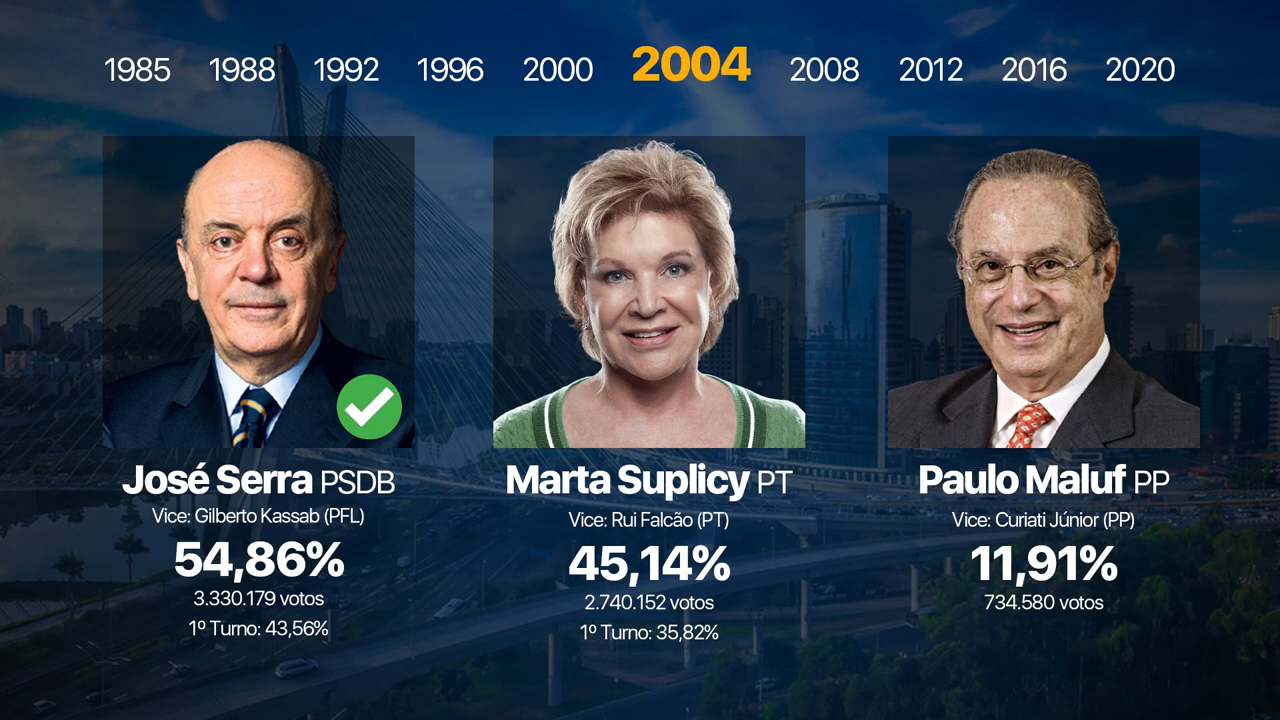 1985 1988 1992 1996 2000 2004 2008 2012 2016 2020
José Serra PSDB
Vice: Gilberto Kassab (PFL)
54,86%
3.330.179 votos
1º Turno: 43,56%
Marta Suplicy PT
Vice: Rui Falcão (PT)
45,14%
2.740.152 votos
1º Turno: 35,82%
Paulo Maluf PP
Vice: Curiati Júnior (PP)
11,91%
734.580 votos